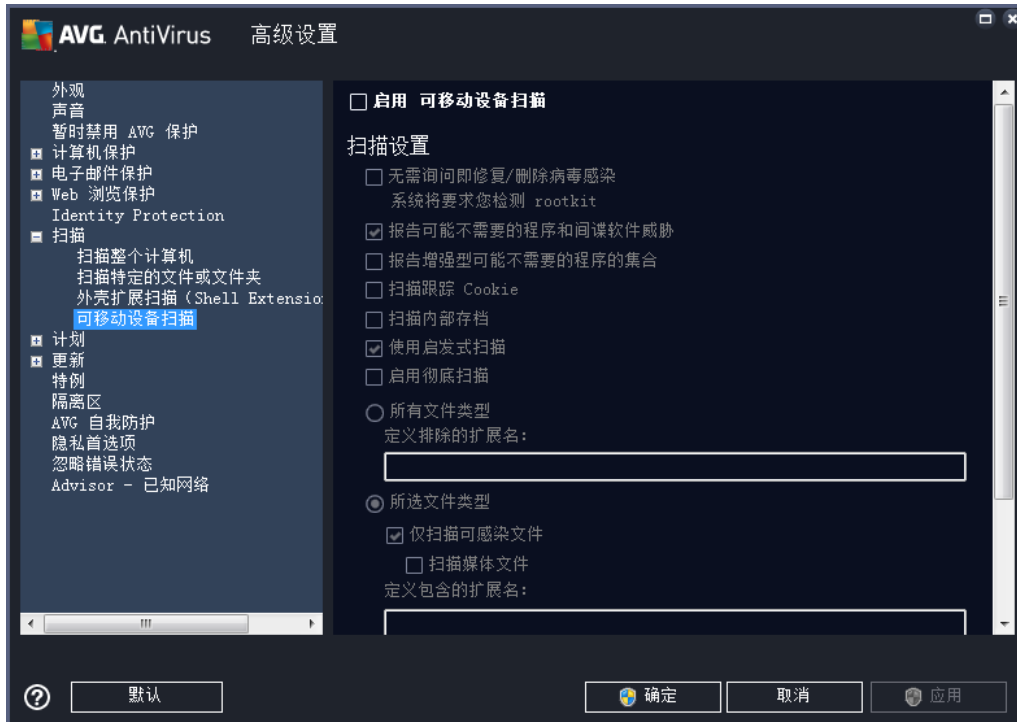 AVG. AntiVirus 高级设置
外观
声音
暂时禁用 AVG 保护
计算机保护
电子邮件保护
Web 浏览保护
Identity Protection
扫描
扫描整个计算机
扫描特定的文件或文件夹
外壳扩展扫描（Shell Extensio
可移动设备扫描
计划
更新
特例
隔离区
AVG 自我防护
隐私首选项
忽略错误状态
Advisor - 已知网络
启用 可移动设备扫描
扫描设置
无需询问即修复/删除病毒感染
系统将要求您检测 rootkit
报告可能不需要的程序和间谍软件威胁
报告增强型可能不需要的程序的集合
扫描跟踪 Cookie
扫描内部存档
使用启发式扫描
启用彻底扫描
所有文件类型
定义排除的扩展名：
所选文件类型
仅扫描可感染文件
扫描媒体文件
定义包含的扩展名：
默认
确定
取消
应用